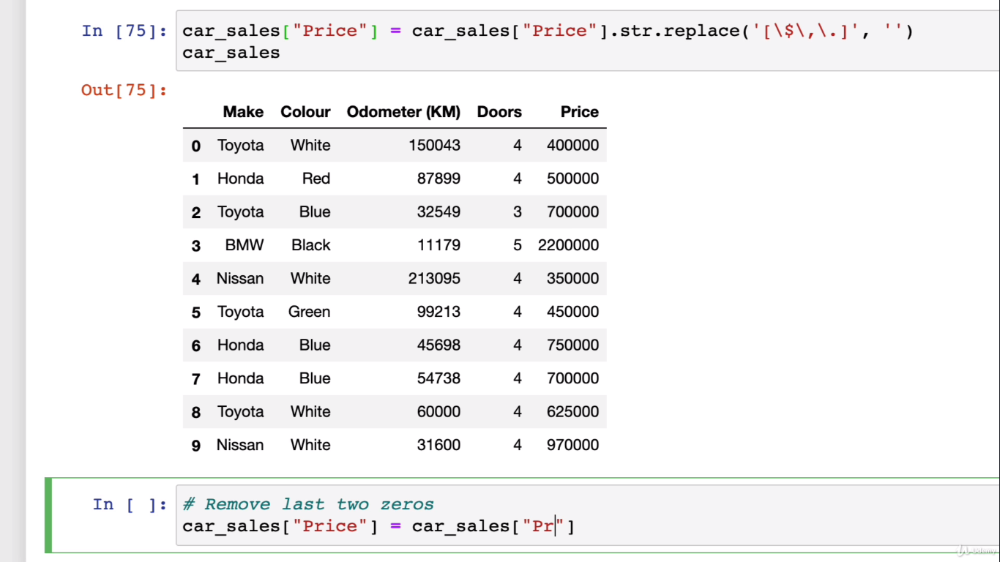 In [75]: car_sales["Price"] = car_sales["Price"].str.replace('[\$\,\.]', '')
car_sales
Out[75]:
Make Colour Odometer (KM) Doors Price
0 Toyota White 150043 4 400000
1 Honda Red 87899 4 500000
2 Toyota Blue 32549 3 700000
3 BMW Black 11179 5 2200000
4 Nissan White 213095 4 350000
5 Toyota Green 99213 4 450000
6 Honda Blue 45698 4 750000
7 Honda Blue 54738 4 700000
8 Toyota White 60000 4 625000
9 Nissan White 31600 4 970000
In [ ]: # Remove last two zeros
car_sales["Price"] = car_sales["Pr"]
Udemy